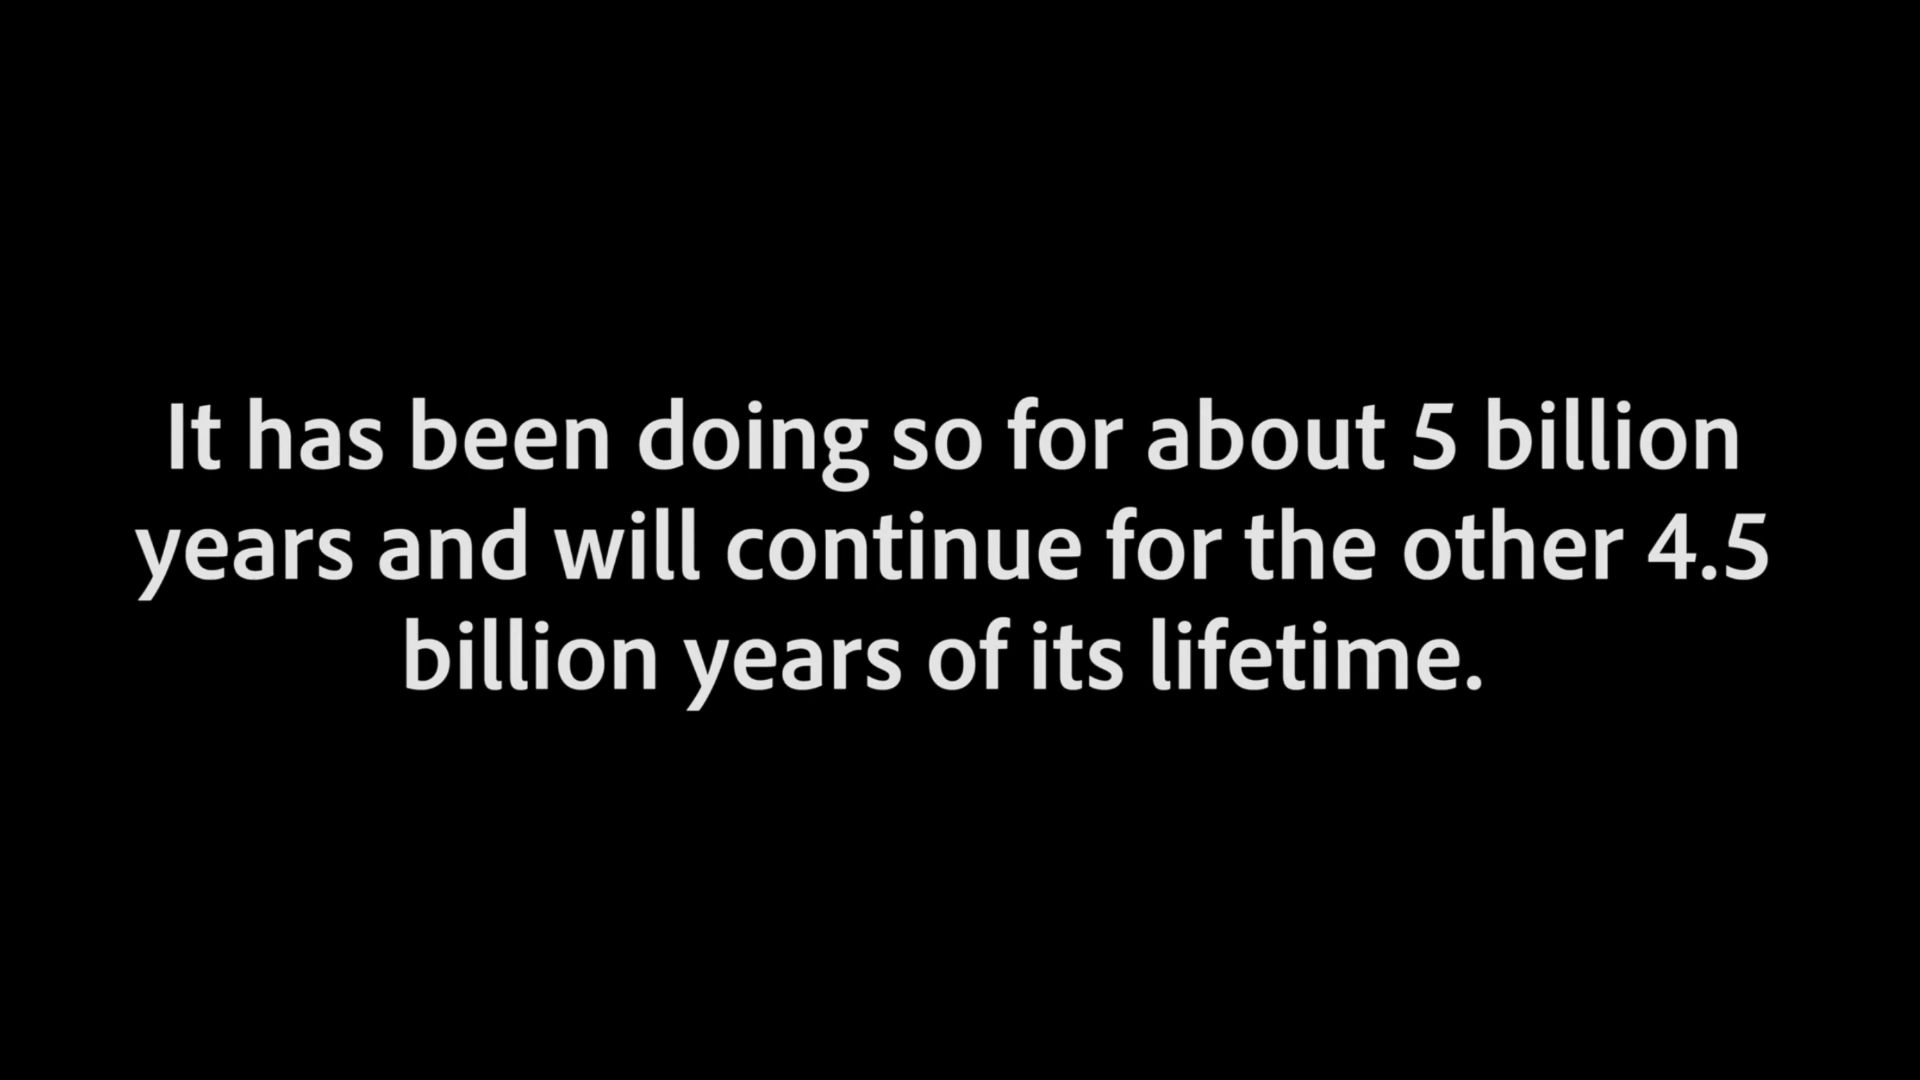 It has been doing so for about 5 billion
years and will continue for the other 4.5
billion years of its lifetime.